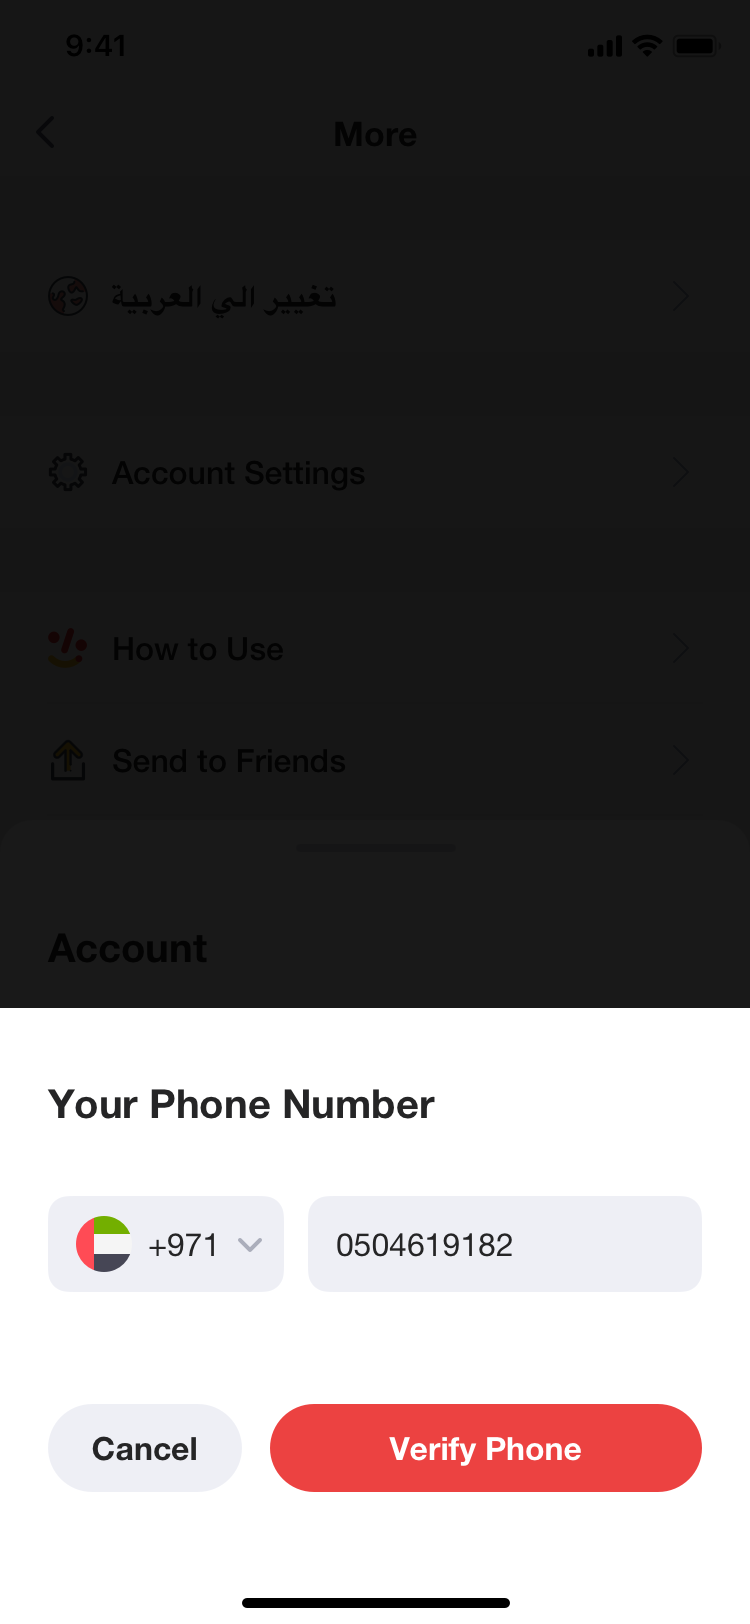 9:41
More
تغيير الي العربية
Account Settings
How to Use
Send to Friends
Account
Your Phone Number
+971
0504619182
Cancel
Verify Phone